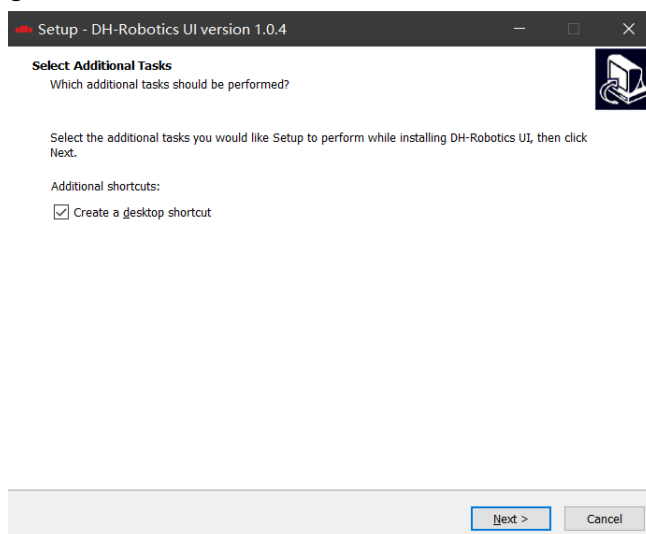 Setup - DH-Robotics UI version 1.0.4
Select Additional Tasks
Which additional tasks should be performed?
Select the additional tasks you would like Setup to perform while installing DH-Robotics UI, then click
Next.
Additional shortcuts:
Create a desktop shortcut
Next >
Cancel